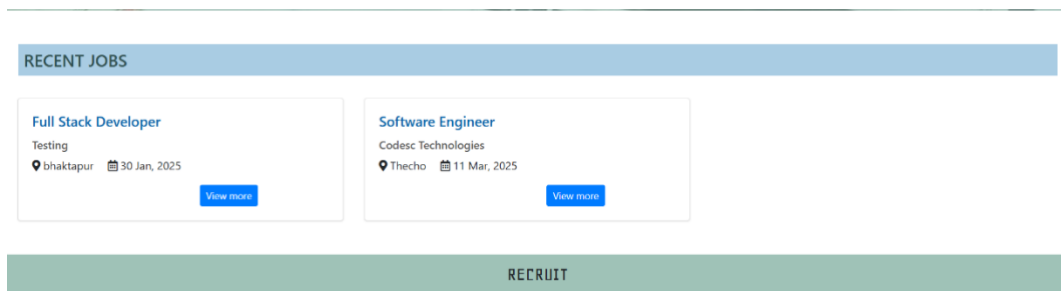 RECENT JOBS
Full Stack Developer
Testing
bhaktapur 30 Jan, 2025
View more
Software Engineer
Codesc Technologies
Thecho 11 Mar, 2025
View more
RECRUIT